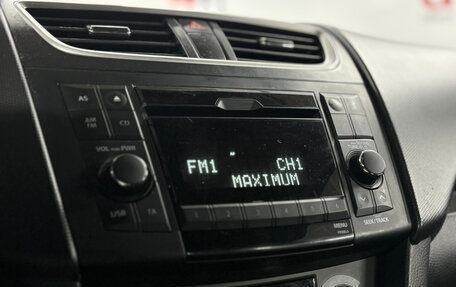 AS
AM
FM
CD
VOL PWR
USB
TA
FM1 CH1
MAXIMUM
1 2 3 4 5 6
MENU
SEEK/TRACK